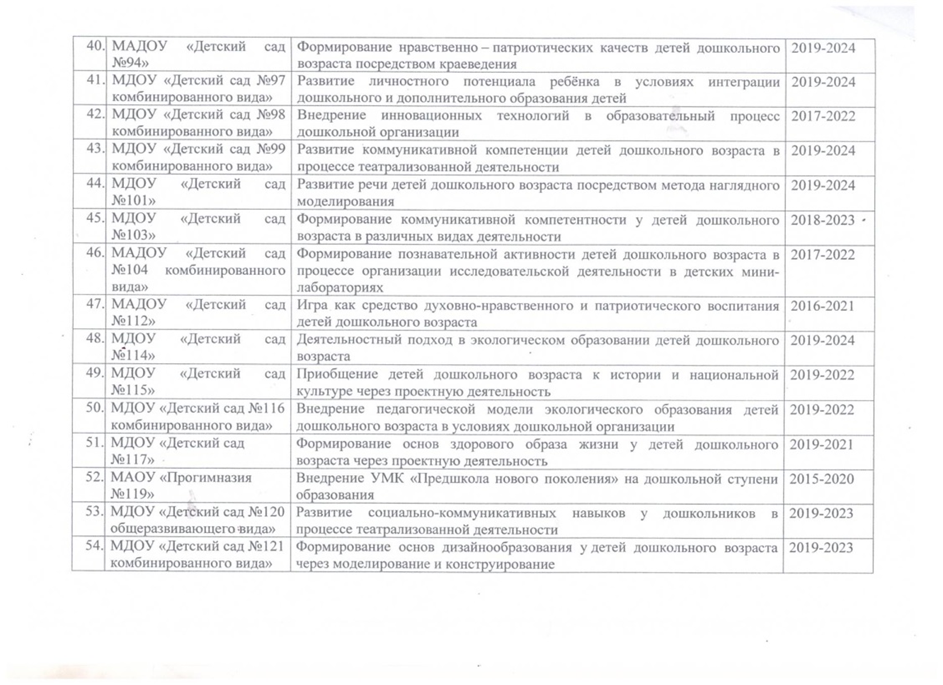 40. МАДОУ «Детский сад Формирование нравственно – патриотических качеств детей дошкольного 2019-2024
№94» возраста посредством краеведения
41. МДОУ «Детский сад №97 Развитие личностного потенциала ребёнка в условиях интеграции 2019-2024
комбинированного вида» дошкольного и дополнительного образования детей
42. МДОУ «Детский сад №98 Внедрение инновационных технологий в образовательный процесс 2017-2022
комбинированного вида» дошкольной организации
43. МДОУ «Детский сад №99 Развитие коммуникативной компетенции детей дошкольного возраста в 2019-2024
комбинированного вида» процессе театрализованной деятельности
44. МДОУ «Детский сад Развитие речи детей дошкольного возраста посредством метода наглядного 2019-2024
№101» моделирования
45. МДОУ «Детский сад Формирование коммуникативной компетентности у детей дошкольного 2018-2023
№103» возраста в различных видах деятельности
46. МАДОУ «Детский сад Формирование познавательной активности детей дошкольного возраста в 2017-2022
№104 комбинированного процессе организации исследовательской деятельности в детских мини-
вида» лабораториях
47. МАДОУ «Детский сад Игра как средство духовно-нравственного и патриотического воспитания 2016-2021
№112» детей дошкольного возраста
48. МДОУ «Детский сад Деятельностный подход в экологическом образовании детей дошкольного 2019-2024
№114» возраста
49. МДОУ «Детский сад Приобщение детей дошкольного возраста к истории и национальной 2019-2022
№115» культуре через проектную деятельность
50. МДОУ «Детский сад №116 Внедрение педагогической модели экологического образования детей 2019-2022
комбинированного вида» дошкольного возраста в условиях дошкольной организации
51. МДОУ «Детский сад Формирование основ здорового образа жизни у детей дошкольного 2019-2021
№117» возраста через проектную деятельность
52. МАОУ «Прогимназия Внедрение УМК «Предшкола нового поколения» на дошкольной ступени 2015-2020
№119» образования
53. МДОУ «Детский сад №120 Развитие социально-коммуникативных навыков у дошкольников в 2019-2023
общеразвивающего вида» процессе театрализованной деятельности
54. МДОУ «Детский сад №121 Формирование основ дизайнообразования у детей дошкольного возраста 2019-2023
комбинированного вида» через моделирование и конструирование